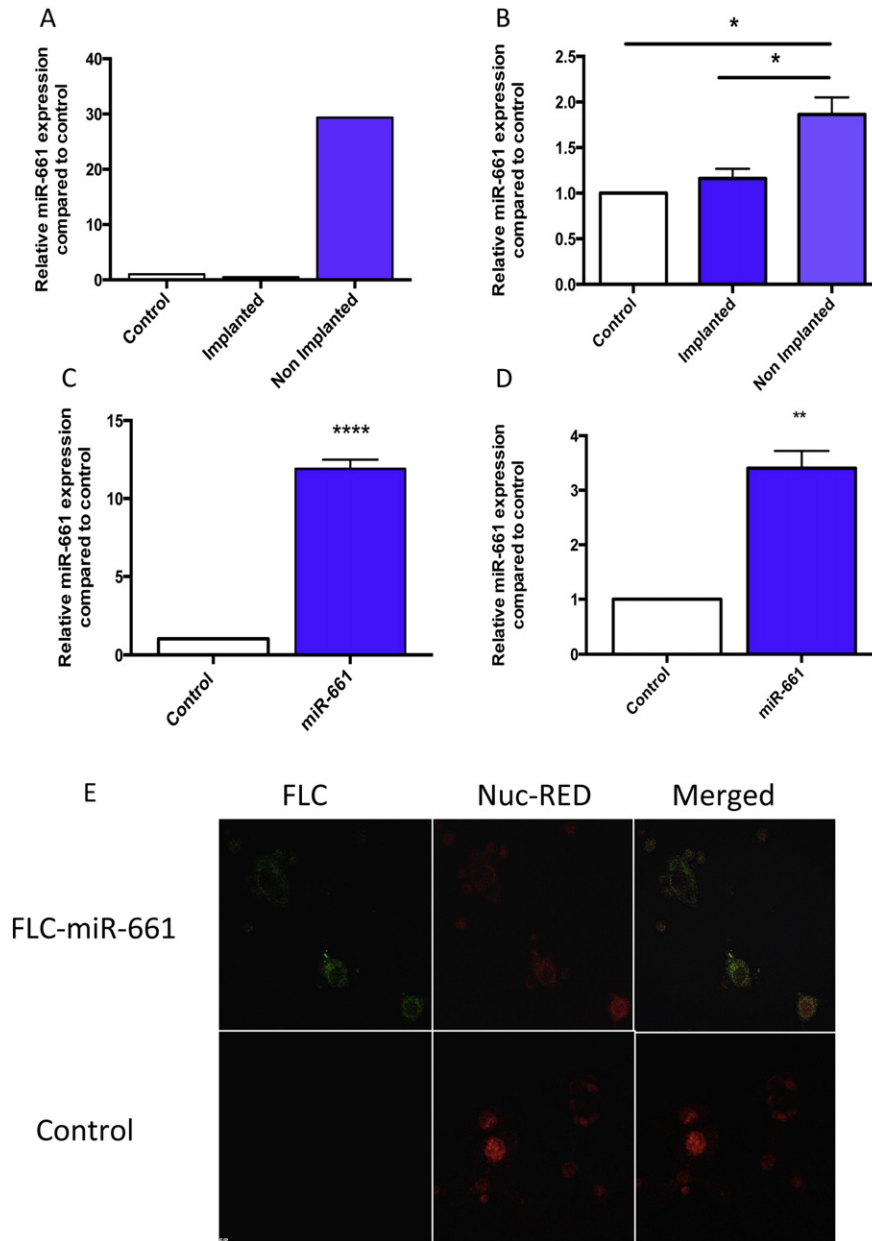 A
Relative miR-661 expression
compared to control
40
30
20
10
0
Control
Implanted
Non Implanted
B
Relative miR-661 expression
compared to control
2.5
2.0
1.5
1.0
0.5
0.0
*
*
Control
Implanted
Non Implanted
C
Relative miR-661 expression
compared to control
15
10
5
0
****
Control
miR-661
D
Relative miR-661 expression
compared to control
4
3
2
1
0
**
Control
miR-661
E
FLC
Nuc-RED
Merged
FLC-miR-661
Control